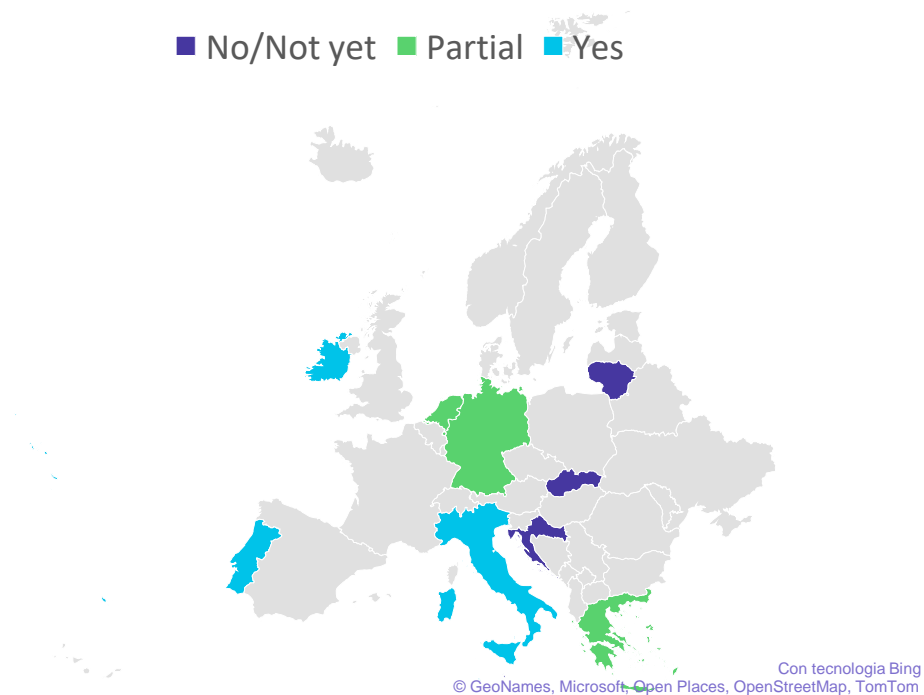 No/Not yet Partial Yes
Con tecnologia Bing
© GeoNames, Microsoft, Open Places, OpenStreetMap, TomTom